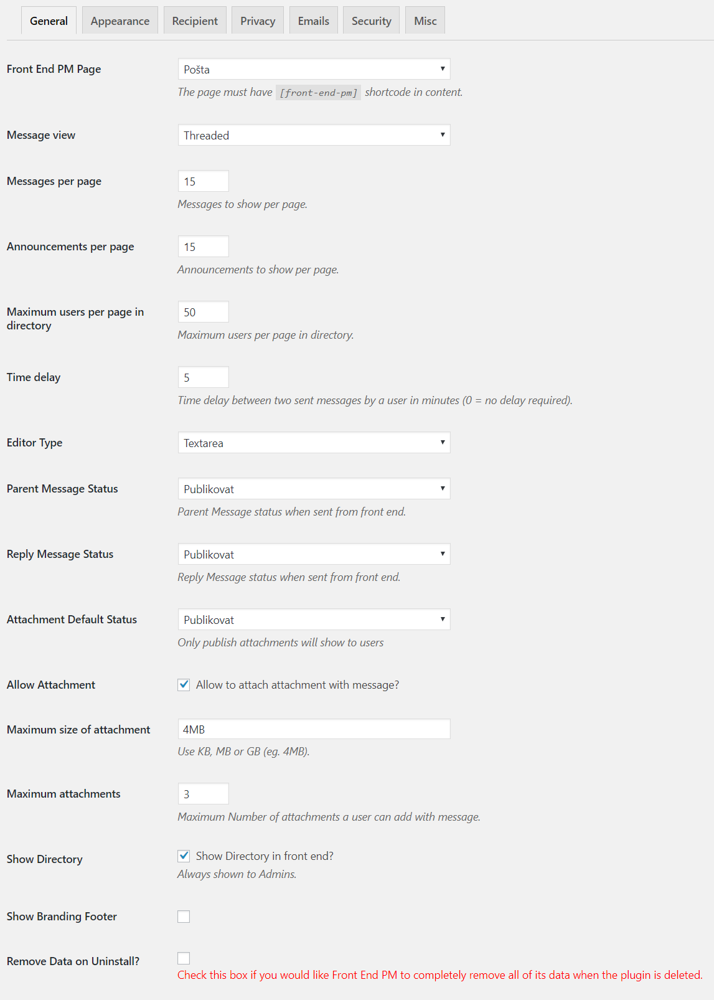 General Appearance Recipient Privacy Emails Security Misc
Front End PM Page
Pošta
The page must have [front-end-pm] shortcode in content.
Message view
Threaded
Messages per page
15
Messages to show per page.
Announcements per page
15
Announcements to show per page.
Maximum users per page in
directory
50
Maximum users per page in directory.
Time delay
5
Time delay between two sent messages by a user in minutes (0 = no delay required).
Editor Type
Textarea
Parent Message Status
Publikovat
Parent Message status when sent from front end.
Reply Message Status
Publikovat
Reply Message status when sent from front end.
Attachment Default Status
Publikovat
Only publish attachments will show to users
Allow Attachment
Allow to attach attachment with message?
Maximum size of attachment
4MB
Use KB, MB or GB (eg. 4MB).
Maximum attachments
3
Maximum Number of attachments a user can add with message.
Show Directory
Show Directory in front end?
Always shown to Admins.
Show Branding Footer
Remove Data on Uninstall?
Check this box if you would like Front End PM to completely remove all of its data when the plugin is deleted.